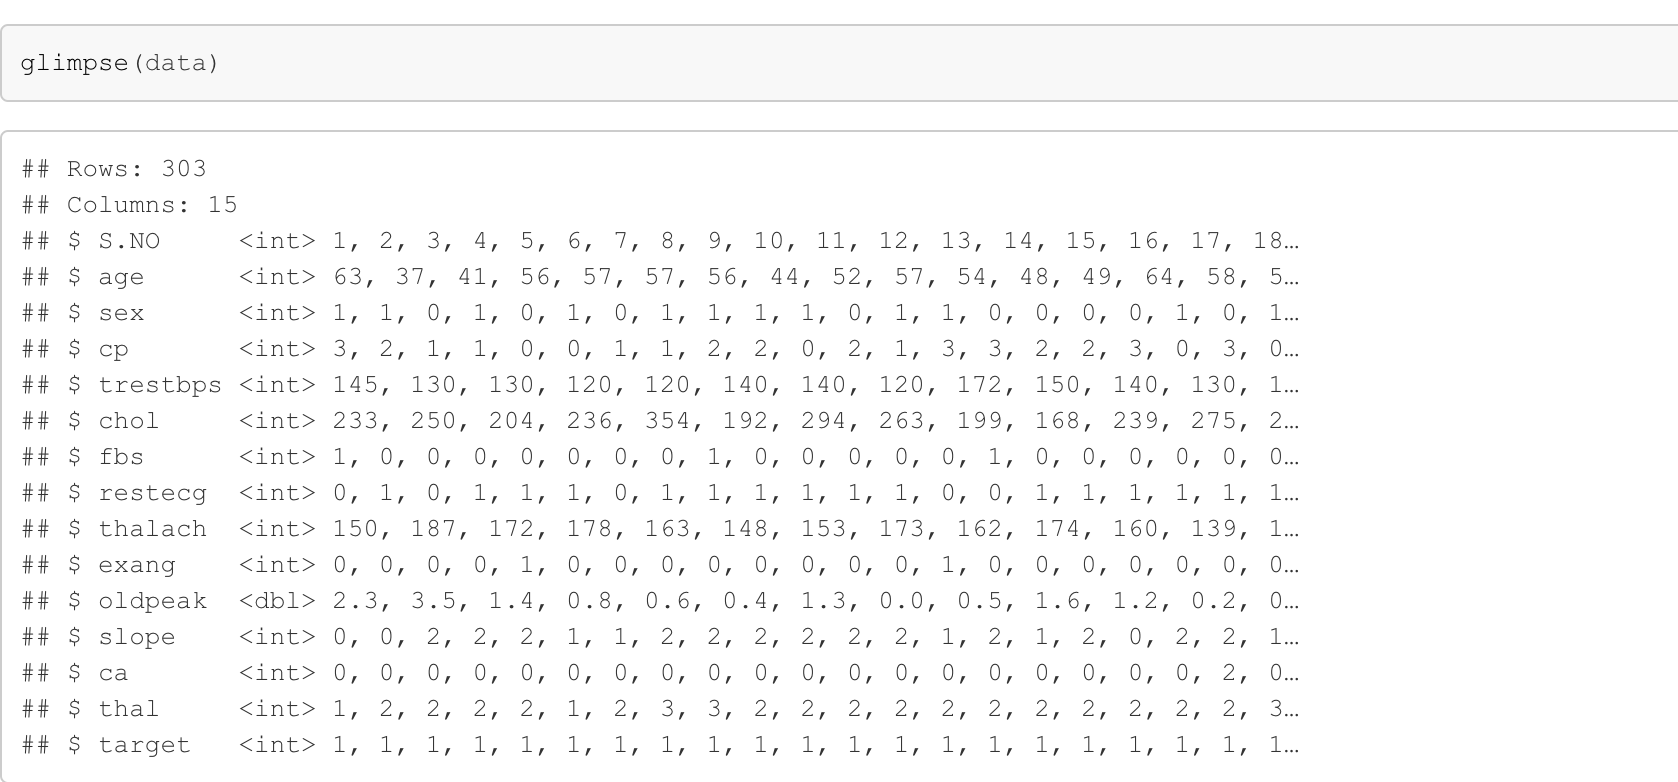 glimpse(data)
## Rows: 303
## Columns: 15
## $ S.NO     <int> 1, 2, 3, 4, 5, 6, 7, 8, 9, 10, 11, 12, 13, 14, 15, 16, 17, 18…
## $ age      <int> 63, 37, 41, 56, 57, 57, 56, 44, 52, 57, 54, 48, 49, 64, 58, 5…
## $ sex      <int> 1, 1, 0, 1, 0, 1, 0, 1, 1, 1, 1, 0, 1, 1, 0, 0, 0, 0, 1, 0, 1…
## $ cp       <int> 3, 2, 1, 1, 0, 0, 1, 1, 2, 2, 0, 2, 1, 3, 3, 2, 2, 3, 0, 3, 0…
## $ trestbps <int> 145, 130, 130, 120, 120, 140, 140, 120, 172, 150, 140, 130, 1…
## $ chol     <int> 233, 250, 204, 236, 354, 192, 294, 263, 199, 168, 239, 275, 2…
## $ fbs      <int> 1, 0, 0, 0, 0, 0, 0, 0, 1, 0, 0, 0, 0, 0, 1, 0, 0, 0, 0, 0, 0…
## $ restecg  <int> 0, 1, 0, 1, 1, 1, 0, 1, 1, 1, 1, 1, 1, 0, 0, 1, 1, 1, 1, 1, 1…
## $ thalach  <int> 150, 187, 172, 178, 163, 148, 153, 173, 162, 174, 160, 139, 1…
## $ exang    <int> 0, 0, 0, 0, 1, 0, 0, 0, 0, 0, 0, 0, 0, 1, 0, 0, 0, 0, 0, 0, 0…
## $ oldpeak  <dbl> 2.3, 3.5, 1.4, 0.8, 0.6, 0.4, 1.3, 0.0, 0.5, 1.6, 1.2, 0.2, 0…
## $ slope    <int> 0, 0, 2, 2, 2, 1, 1, 2, 2, 2, 2, 2, 2, 1, 2, 1, 2, 0, 2, 2, 1…
## $ ca       <int> 0, 0, 0, 0, 0, 0, 0, 0, 0, 0, 0, 0, 0, 0, 0, 0, 0, 0, 0, 2, 0…
## $ thal     <int> 1, 2, 2, 2, 2, 1, 2, 3, 3, 2, 2, 2, 2, 2, 2, 2, 2, 2, 2, 2, 3…
## $ target   <int> 1, 1, 1, 1, 1, 1, 1, 1, 1, 1, 1, 1, 1, 1, 1, 1, 1, 1, 1, 1, 1…